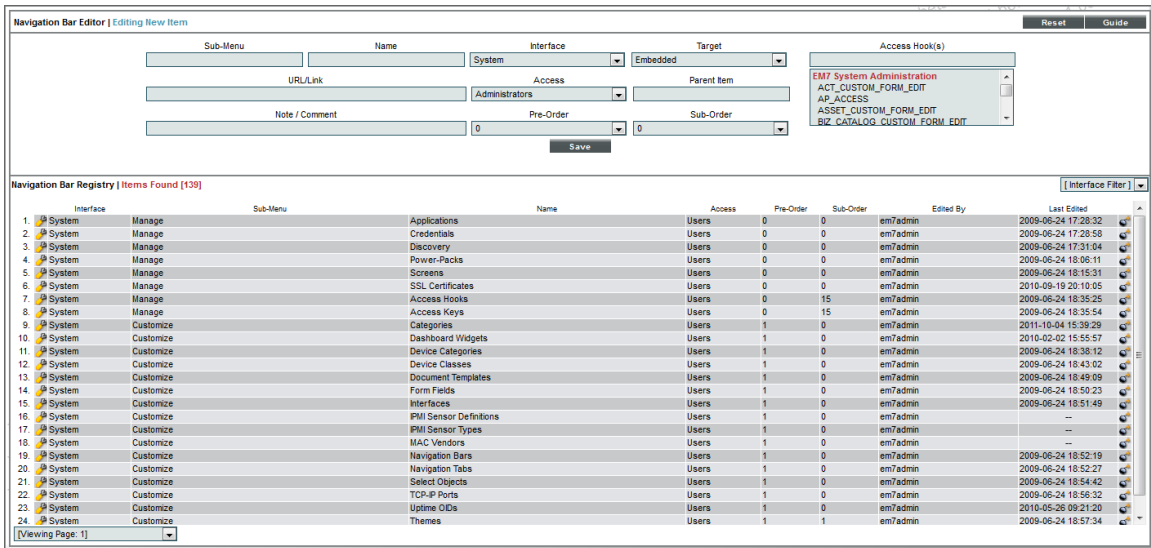 Navigation Bar Editor | Editing New Item Reset Guide
Sub-Menu Name Interface Target Access Hook(s)
System Embedded
EM7 System Administration
URL/Link Access Parent Item
ACT_CUSTOM_FORM_EDIT
Administrators
AP_ACCESS
ASSET_CUSTOM_FORM_EDIT
Note / Comment Pre-Order Sub-Order
BIZ_CATALOG_CUSTOM_FORM_EDIT
0 0
Save
Navigation Bar Registry | Items Found [139] [ Interface Filter ]
Interface Sub-Menu Name Access Pre-Order Sub-Order Edited By Last Edited
1. System Manage Applications Users 0 0 em7admin 2009-06-24 17:28:32
2. System Manage Credentials Users 0 0 em7admin 2009-06-24 17:28:58
3. System Manage Discovery Users 0 0 em7admin 2009-06-24 17:31:04
4. System Manage Power-Packs Users 0 0 em7admin 2009-06-24 18:06:11
5. System Manage Screens Users 0 0 em7admin 2009-06-24 18:15:31
6. System Manage SSL Certificates Users 0 0 em7admin 2010-09-19 20:10:05
7. System Manage Access Hooks Users 0 15 em7admin 2009-06-24 18:35:25
8. System Manage Access Keys Users 0 15 em7admin 2009-06-24 18:35:54
9. System Customize Categories Users 1 0 em7admin 2011-10-04 15:39:29
10. System Customize Dashboard Widgets Users 1 0 em7admin 2010-02-02 15:55:57
11. System Customize Device Categories Users 1 0 em7admin 2009-06-24 18:38:12
12. System Customize Device Classes Users 1 0 em7admin 2009-06-24 18:43:02
13. System Customize Document Templates Users 1 0 em7admin 2009-06-24 18:49:09
14. System Customize Form Fields Users 1 0 em7admin 2009-06-24 18:50:23
15. System Customize Interfaces Users 1 0 em7admin 2009-06-24 18:51:49
16. System Customize IPMI Sensor Definitions Users 1 0 em7admin --
17. System Customize IPMI Sensor Types Users 1 0 em7admin --
18. System Customize MAC Vendors Users 1 0 em7admin --
19. System Customize Navigation Bars Users 1 0 em7admin 2009-06-24 18:52:19
20. System Customize Navigation Tabs Users 1 0 em7admin 2009-06-24 18:52:27
21. System Customize Select Objects Users 1 0 em7admin 2009-06-24 18:54:42
22. System Customize TCP-IP Ports Users 1 0 em7admin 2009-06-24 18:56:32
23. System Customize Uptime OIDs Users 1 0 em7admin 2010-05-26 09:21:20
24. System Customize Themes Users 1 1 em7admin 2009-06-24 18:57:34
[Viewing Page: 1]